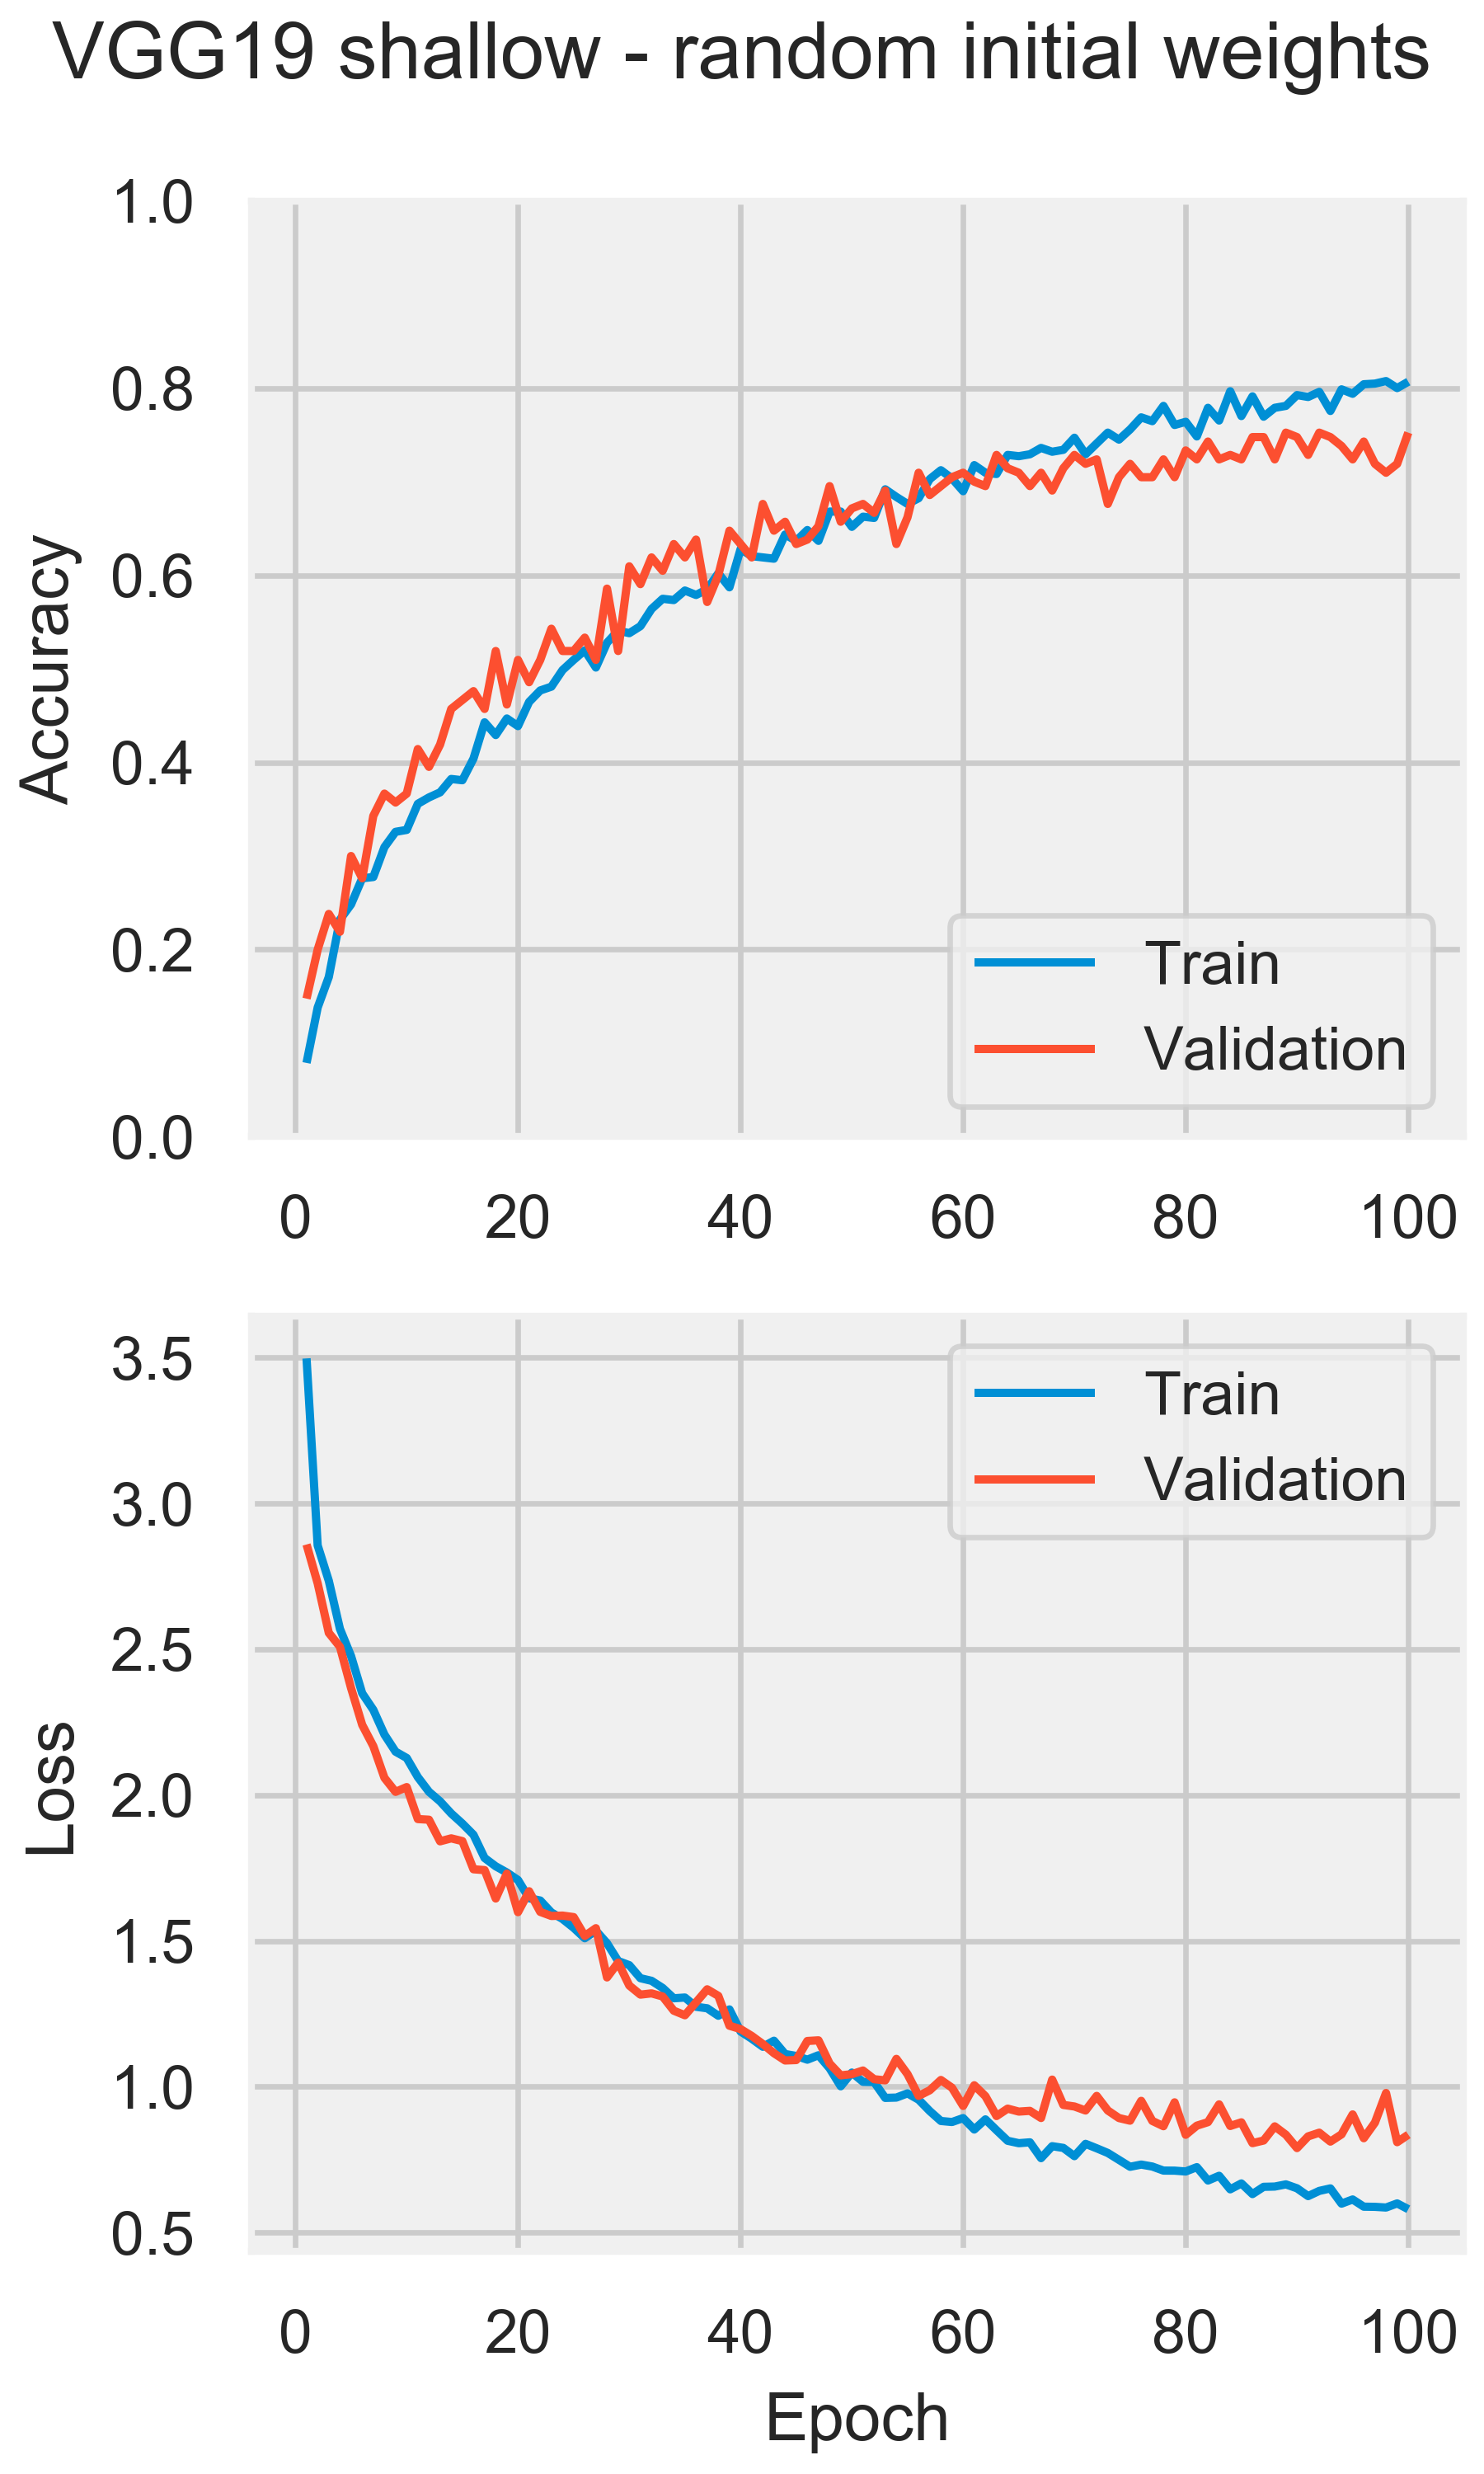 VGG19 shallow - random initial weights
1.0
0.8
0.6
0.4
0.2
0.0
Accuracy
Train
Validation
0 20 40 60 80 100
3.5
3.0
2.5
2.0
1.5
1.0
0.5
Loss
Train
Validation
0 20 40 60 80 100
Epoch